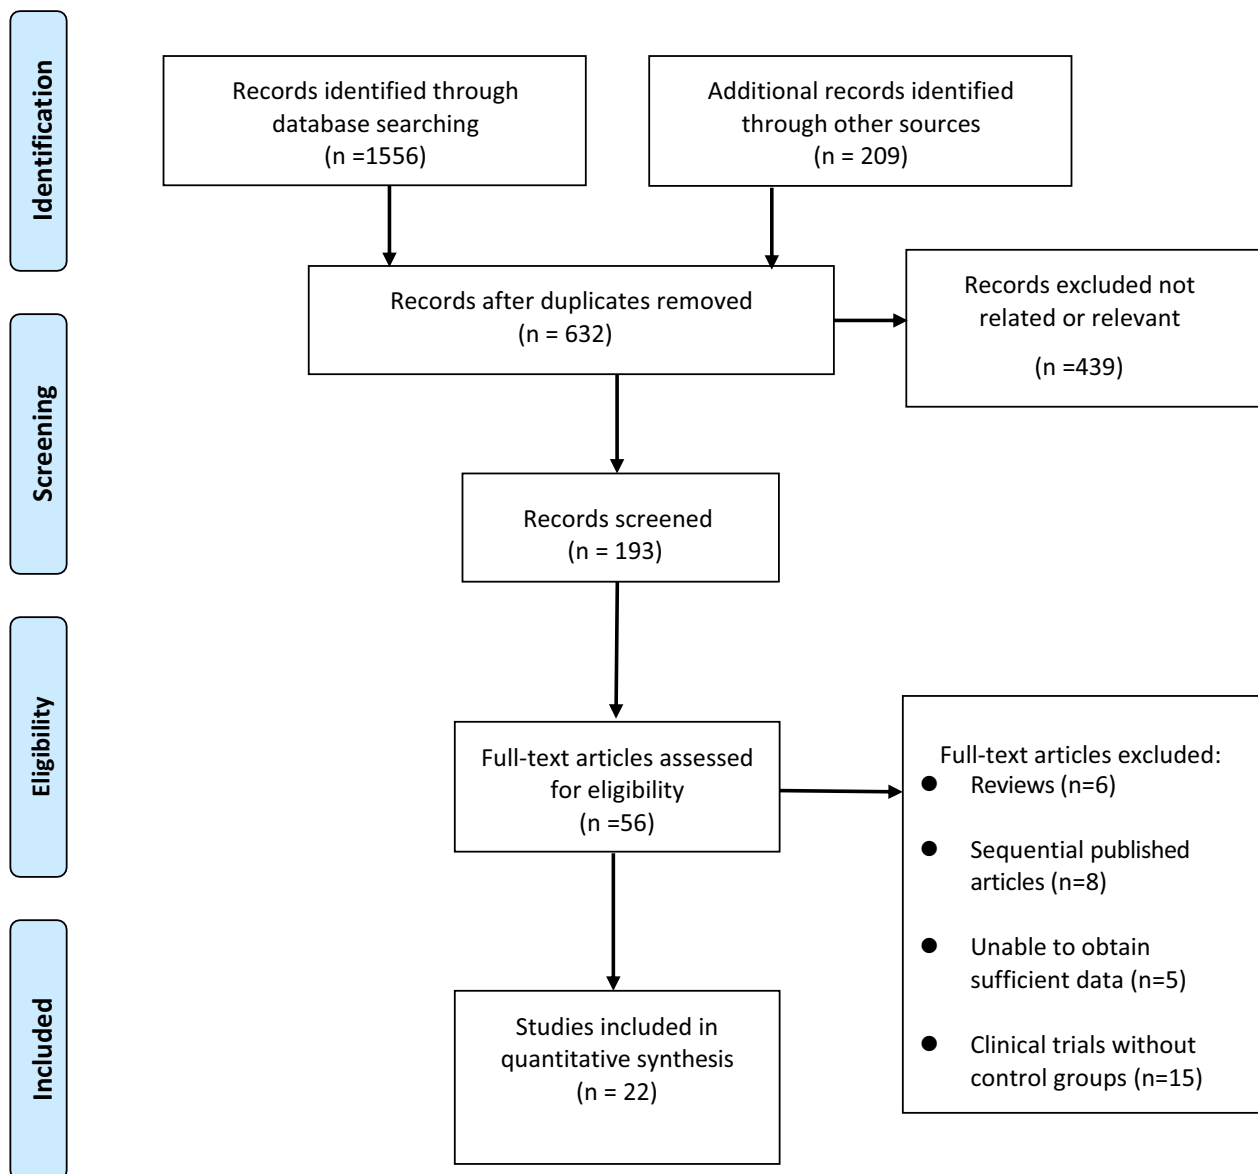 Identification
Records identified through
database searching
(n =1556)
Additional records identified
through other sources
(n = 209)
Records after duplicates removed
(n = 632)
Records excluded not
related or relevant
(n =439)
Screening
Records screened
(n = 193)
Eligibility
Full-text articles assessed
for eligibility
(n =56)
Full-text articles excluded:
● Reviews (n=6)
● Sequential published
articles (n=8)
● Unable to obtain
sufficient data (n=5)
● Clinical trials without
control groups (n=15)
Included
Studies included in
quantitative synthesis
(n = 22)